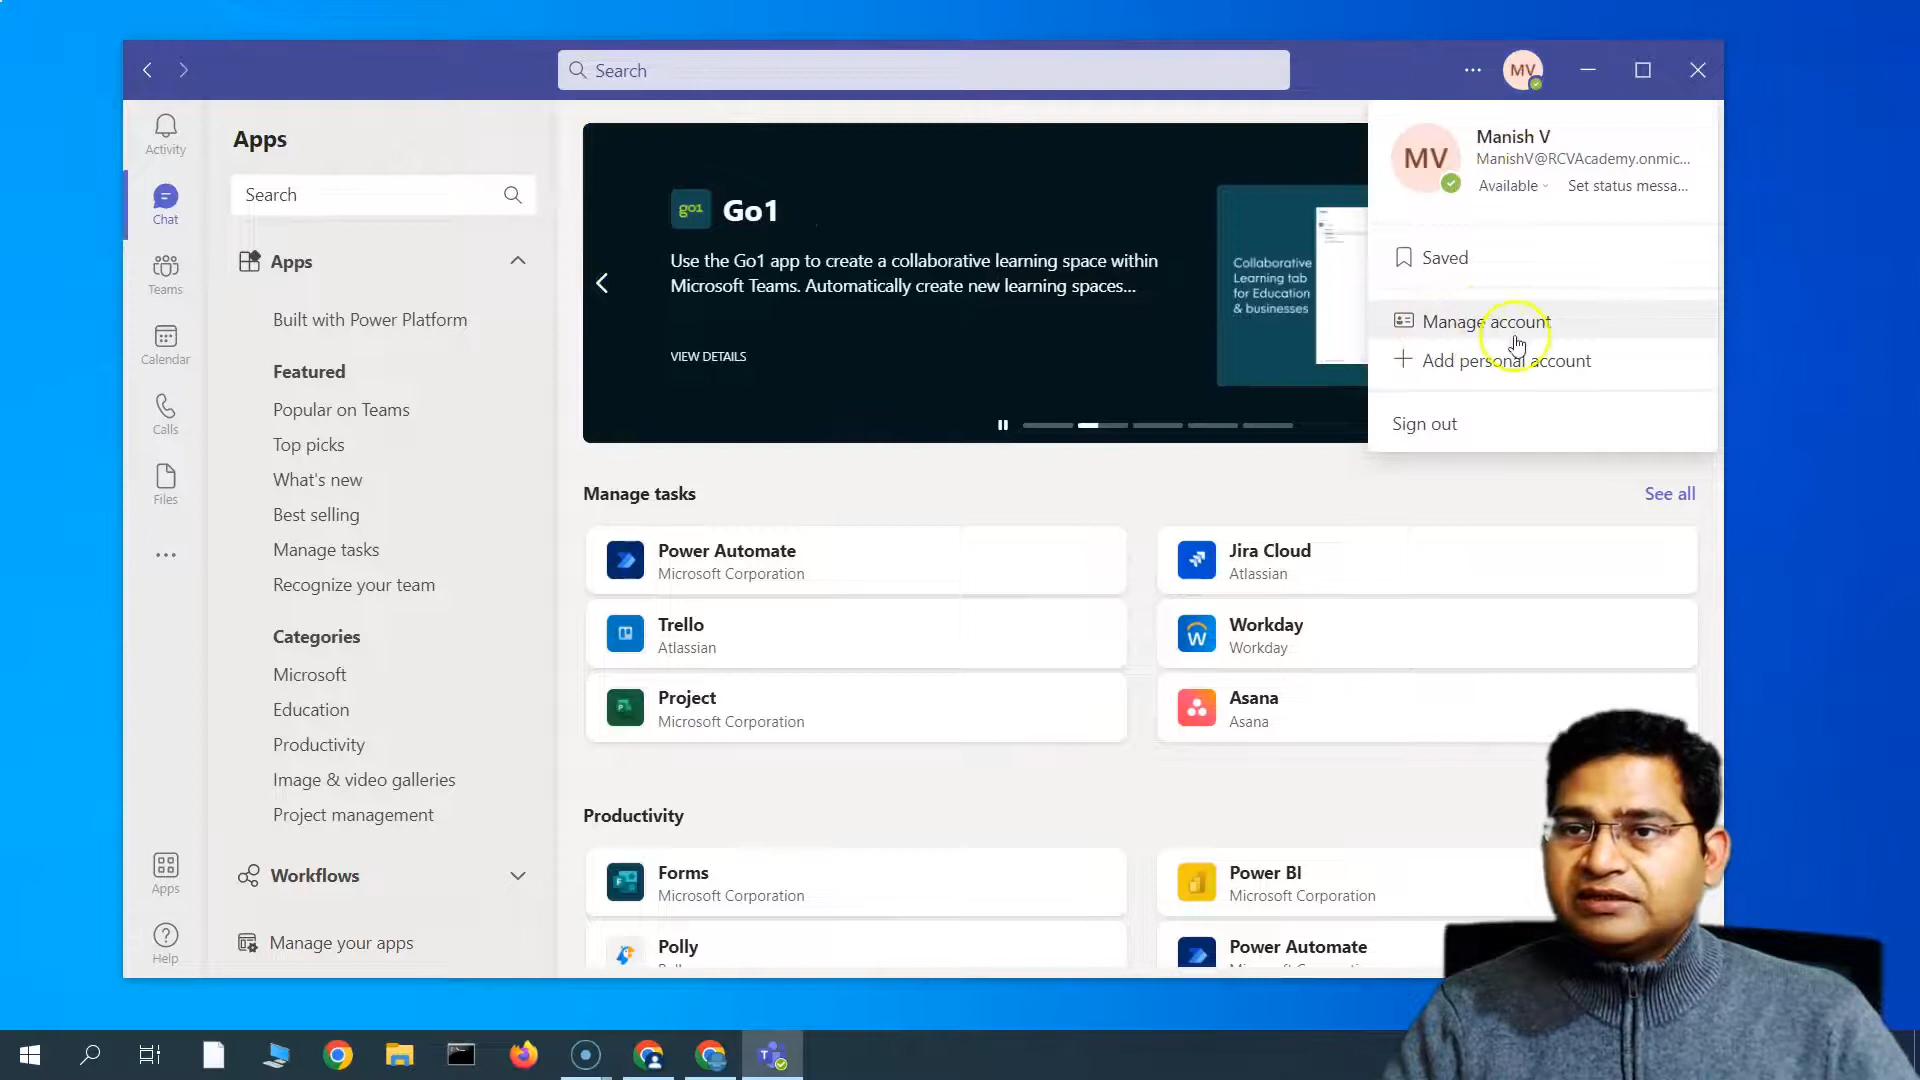 Search
MV
Activity
Chat
Teams
Calendar
Calls
Files
Apps
Help
Apps
Search
Apps
Built with Power Platform
Featured
Popular on Teams
Top picks
What's new
Best selling
Manage tasks
Recognize your team
Categories
Microsoft
Education
Productivity
Image & video galleries
Project management
Workflows
Manage your apps
go1
Go1
Use the Go1 app to create a collaborative learning space within
Microsoft Teams. Automatically create new learning spaces...
VIEW DETAILS
Collaborative
Learning tab
for Education
& businesses
MV
Manish V
ManishV@RCVAcademy.onmic...
Available
Set status messa...
Saved
Manage account
Add personal account
Sign out
Manage tasks
See all
Power Automate
Microsoft Corporation
Jira Cloud
Atlassian
Trello
Atlassian
Workday
Workday
Project
Microsoft Corporation
Asana
Asana
Productivity
Forms
Microsoft Corporation
Power BI
Microsoft Corporation
Polly
Power Automate